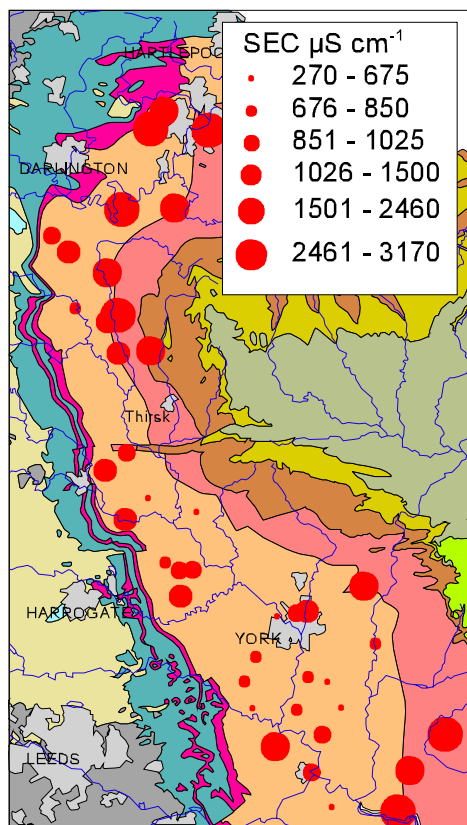 SEC µS cm⁻¹
270 - 675
676 - 850
851 - 1025
1026 - 1500
1501 - 2460
2461 - 3170
HARTLEPOO
DARLINGTON
Thirsk
HARROGATE
YORK
LEEDS